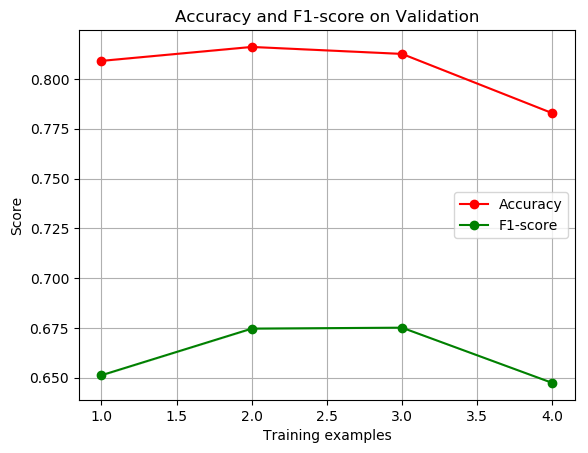 Accuracy and F1-score on Validation
0.800
0.775
0.750
0.725
0.700
0.675
0.650
Score
Accuracy
F1-score
1.0 1.5 2.0 2.5 3.0 3.5 4.0
Training examples